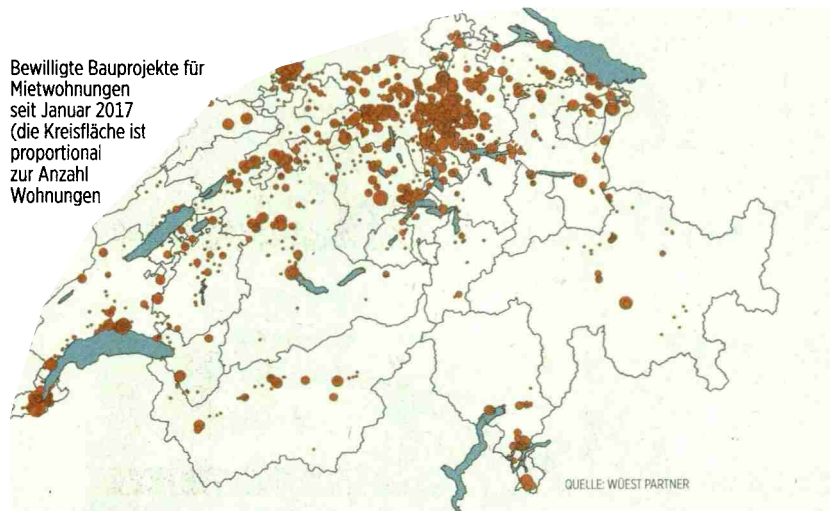 Bewilligte Bauprojekte für
Mietwohnungen
seit Januar 2017
(die Kreisfläche ist
proportional
zur Anzahl
Wohnungen
QUELLE: WÜEST PARTNER